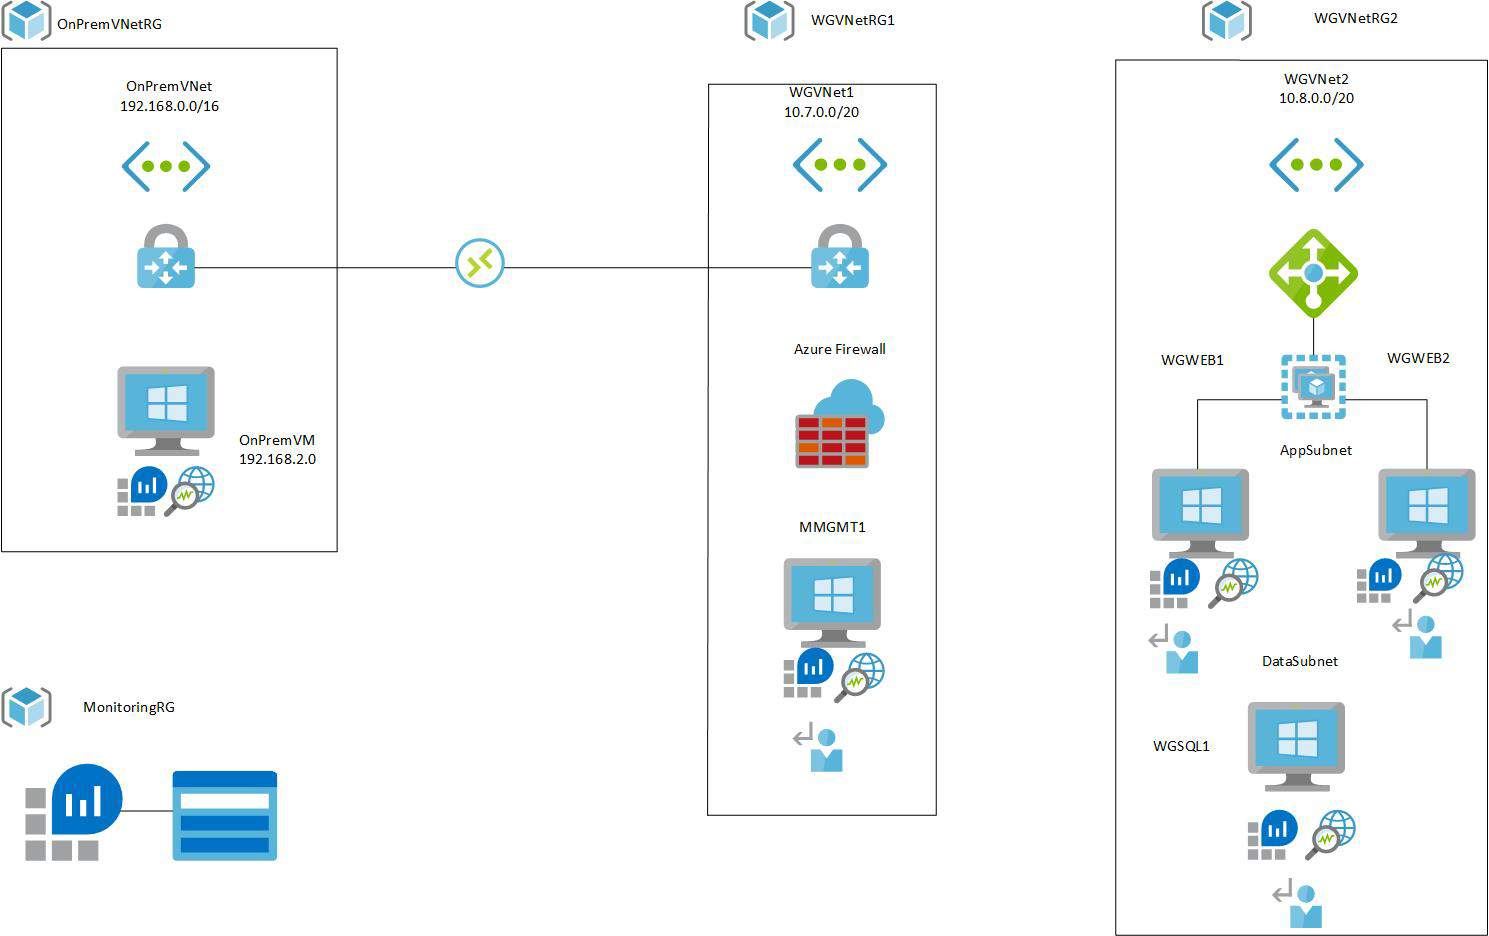 OnPremVNetRG
WGVNetRG1
WGVNetRG2
OnPremVNet
192.168.0.0/16
WGVNet1
10.7.0.0/20
WGVNet2
10.8.0.0/20
Azure Firewall
WGWEB1
WGWEB2
OnPremVM
192.168.2.0
AppSubnet
MMGMT1
DataSubnet
MonitoringRG
WGSQL1